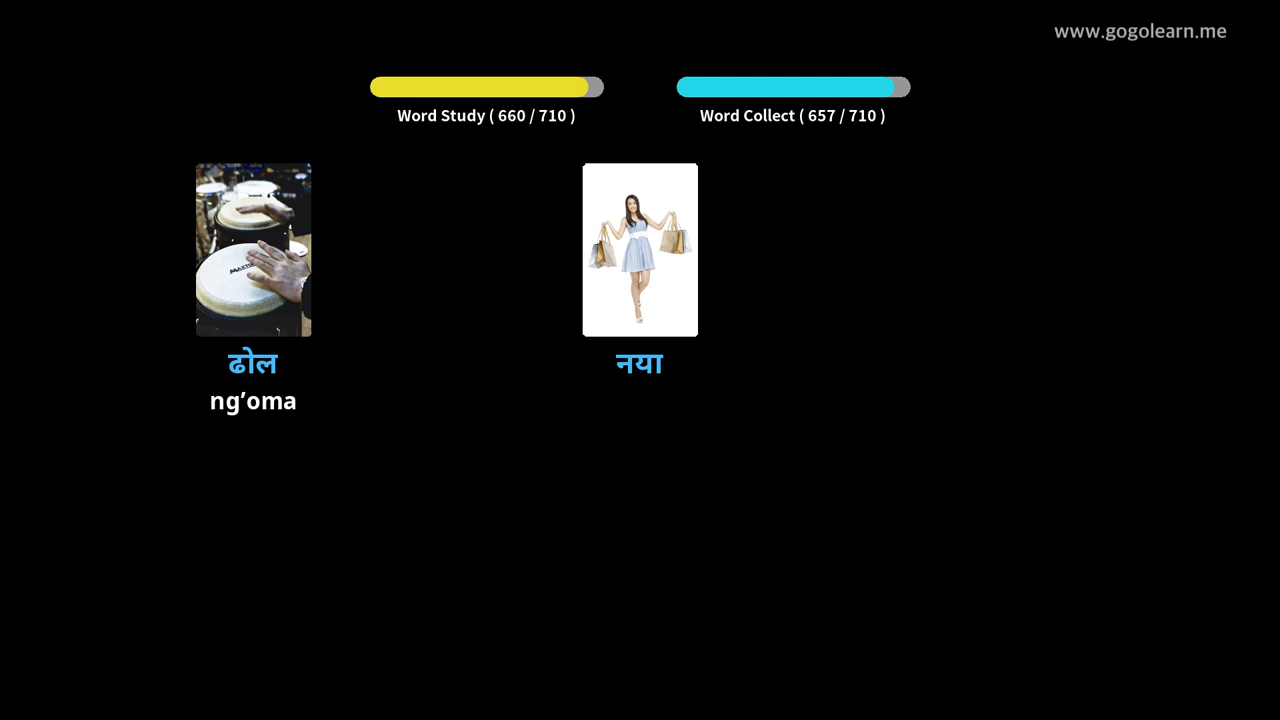 www.gogolearn.me
Word Study ( 660 / 710 )
Word Collect ( 657 / 710 )
ढोल
नया
ng’oma